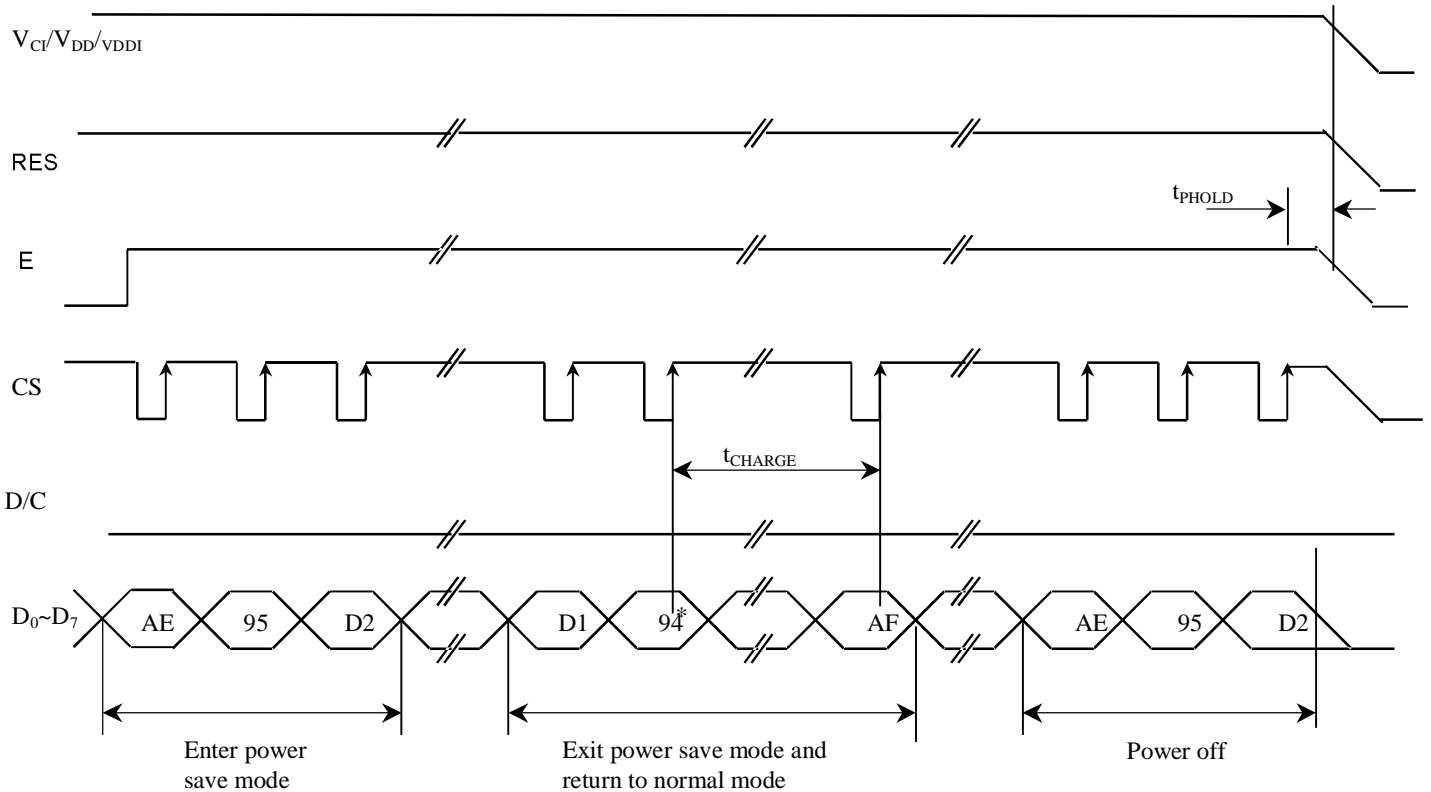 VCI/VDD/VDDI
RES
tPHOLD
E
CS
tCHARGE
D/C
D0~D7 AE 95 D2 D1 94* AF AE 95 D2
Enter power
save mode
Exit power save mode and
return to normal mode
Power off